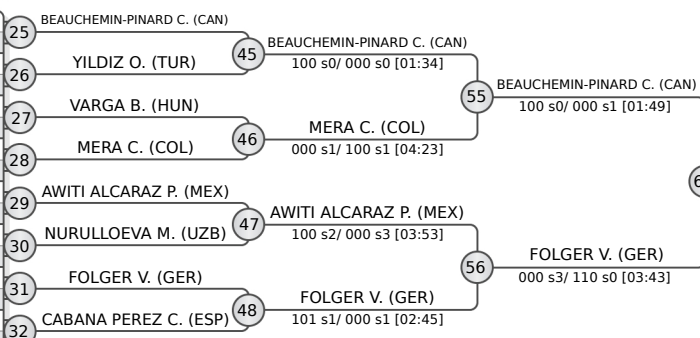 25
BEAUCHEMIN-PINARD C. (CAN)
26
YILDIZ O. (TUR)
45
BEAUCHEMIN-PINARD C. (CAN)
100 s0/ 000 s0 [01:34]
27
VARGA B. (HUN)
28
MERA C. (COL)
46
MERA C. (COL)
000 s1/ 100 s1 [04:23]
55
BEAUCHEMIN-PINARD C. (CAN)
100 s0/ 000 s1 [01:49]
29
AWITI ALCARAZ P. (MEX)
30
NURULLOEVA M. (UZB)
47
AWITI ALCARAZ P. (MEX)
100 s2/ 000 s3 [03:53]
31
FOLGER V. (GER)
32
CABANA PEREZ C. (ESP)
48
FOLGER V. (GER)
101 s1/ 000 s1 [02:45]
56
FOLGER V. (GER)
000 s3/ 110 s0 [03:43]